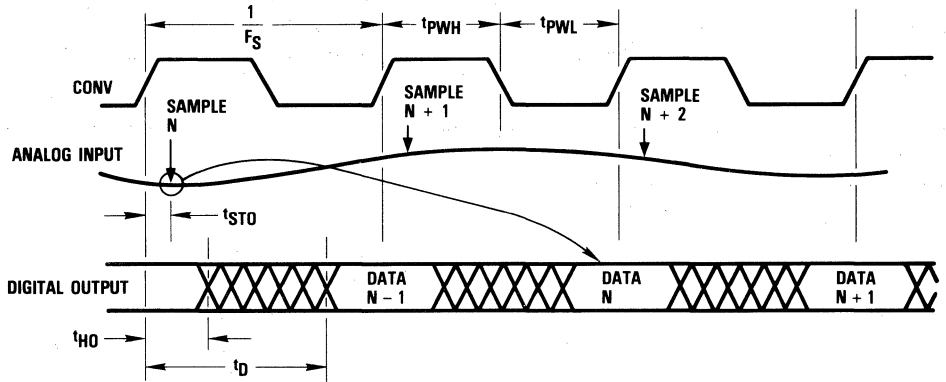 1
F_S
t_PWH
t_PWL
CONV
SAMPLE
N
SAMPLE
N + 1
SAMPLE
N + 2
ANALOG INPUT
t_STO
DIGITAL OUTPUT
DATA
N – 1
DATA
N
DATA
N + 1
t_HO
t_D